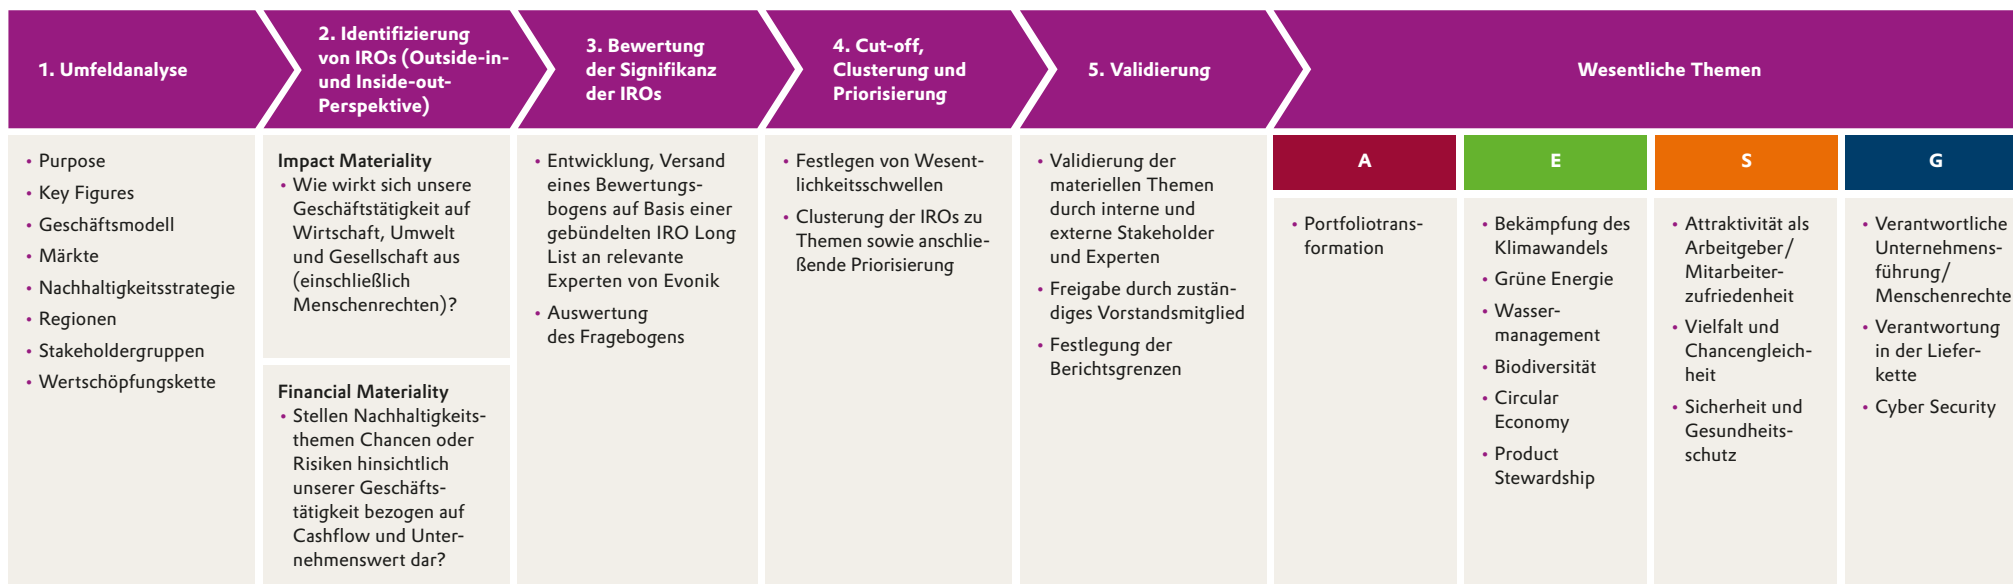 1. Umfeldanalyse
2. Identifizierung
von IROs (Outside-in-
und Inside-out-
Perspektive)
3. Bewertung
der Signifikanz
der IROs
4. Cut-off,
Clusterung und
Priorisierung
5. Validierung
Wesentliche Themen
• Purpose
• Key Figures
• Geschäftsmodell
• Märkte
• Nachhaltigkeitsstrategie
• Regionen
• Stakeholdergruppen
• Wertschöpfungskette
Impact Materiality
• Wie wirkt sich unsere
Geschäftstätigkeit auf
Wirtschaft, Umwelt
und Gesellschaft aus
(einschließlich
Menschenrechten)?
Financial Materiality
• Stellen Nachhaltigkeits-
themen Chancen oder
Risiken hinsichtlich
unserer Geschäfts-
tätigkeit bezogen auf
Cashflow und Unter-
nehmenswert dar?
• Entwicklung, Versand
eines Bewertungs-
bogens auf Basis einer
gebündelten IRO Long
List an relevante
Experten von Evonik
• Auswertung
des Fragebogens
• Festlegen von Wesent-
lichkeitsschwellen
• Clusterung der IROs zu
Themen sowie anschlie-
ßende Priorisierung
• Validierung der
materiellen Themen
durch interne und
externe Stakeholder
und Experten
• Freigabe durch zustän-
diges Vorstandsmitglied
• Festlegung der
Berichtsgrenzen
A
• Portfoliotrans-
formation
E
• Bekämpfung des
Klimawandels
• Grüne Energie
• Wasser-
management
• Biodiversität
• Circular
Economy
• Product
Stewardship
S
• Attraktivität als
Arbeitgeber/
Mitarbeiter-
zufriedenheit
• Vielfalt und
Chancengleich-
heit
• Sicherheit und
Gesundheits-
schutz
G
• Verantwortliche
Unternehmens-
führung/
Menschenrechte
• Verantwortung
in der Liefer-
kette
• Cyber Security